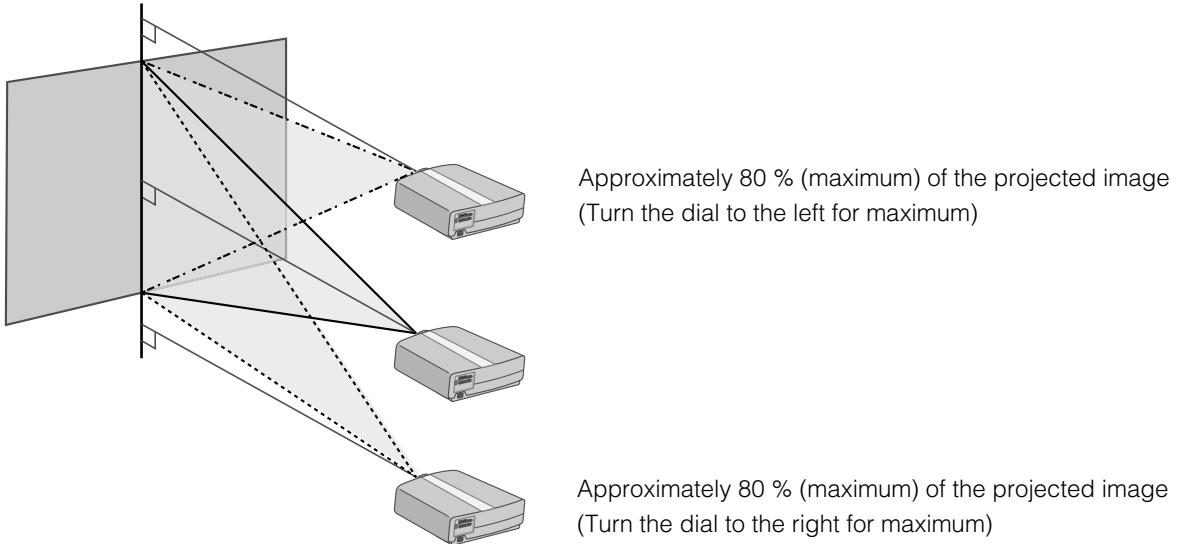 Approximately 80 % (maximum) of the projected image
(Turn the dial to the left for maximum)
Approximately 80 % (maximum) of the projected image
(Turn the dial to the right for maximum)